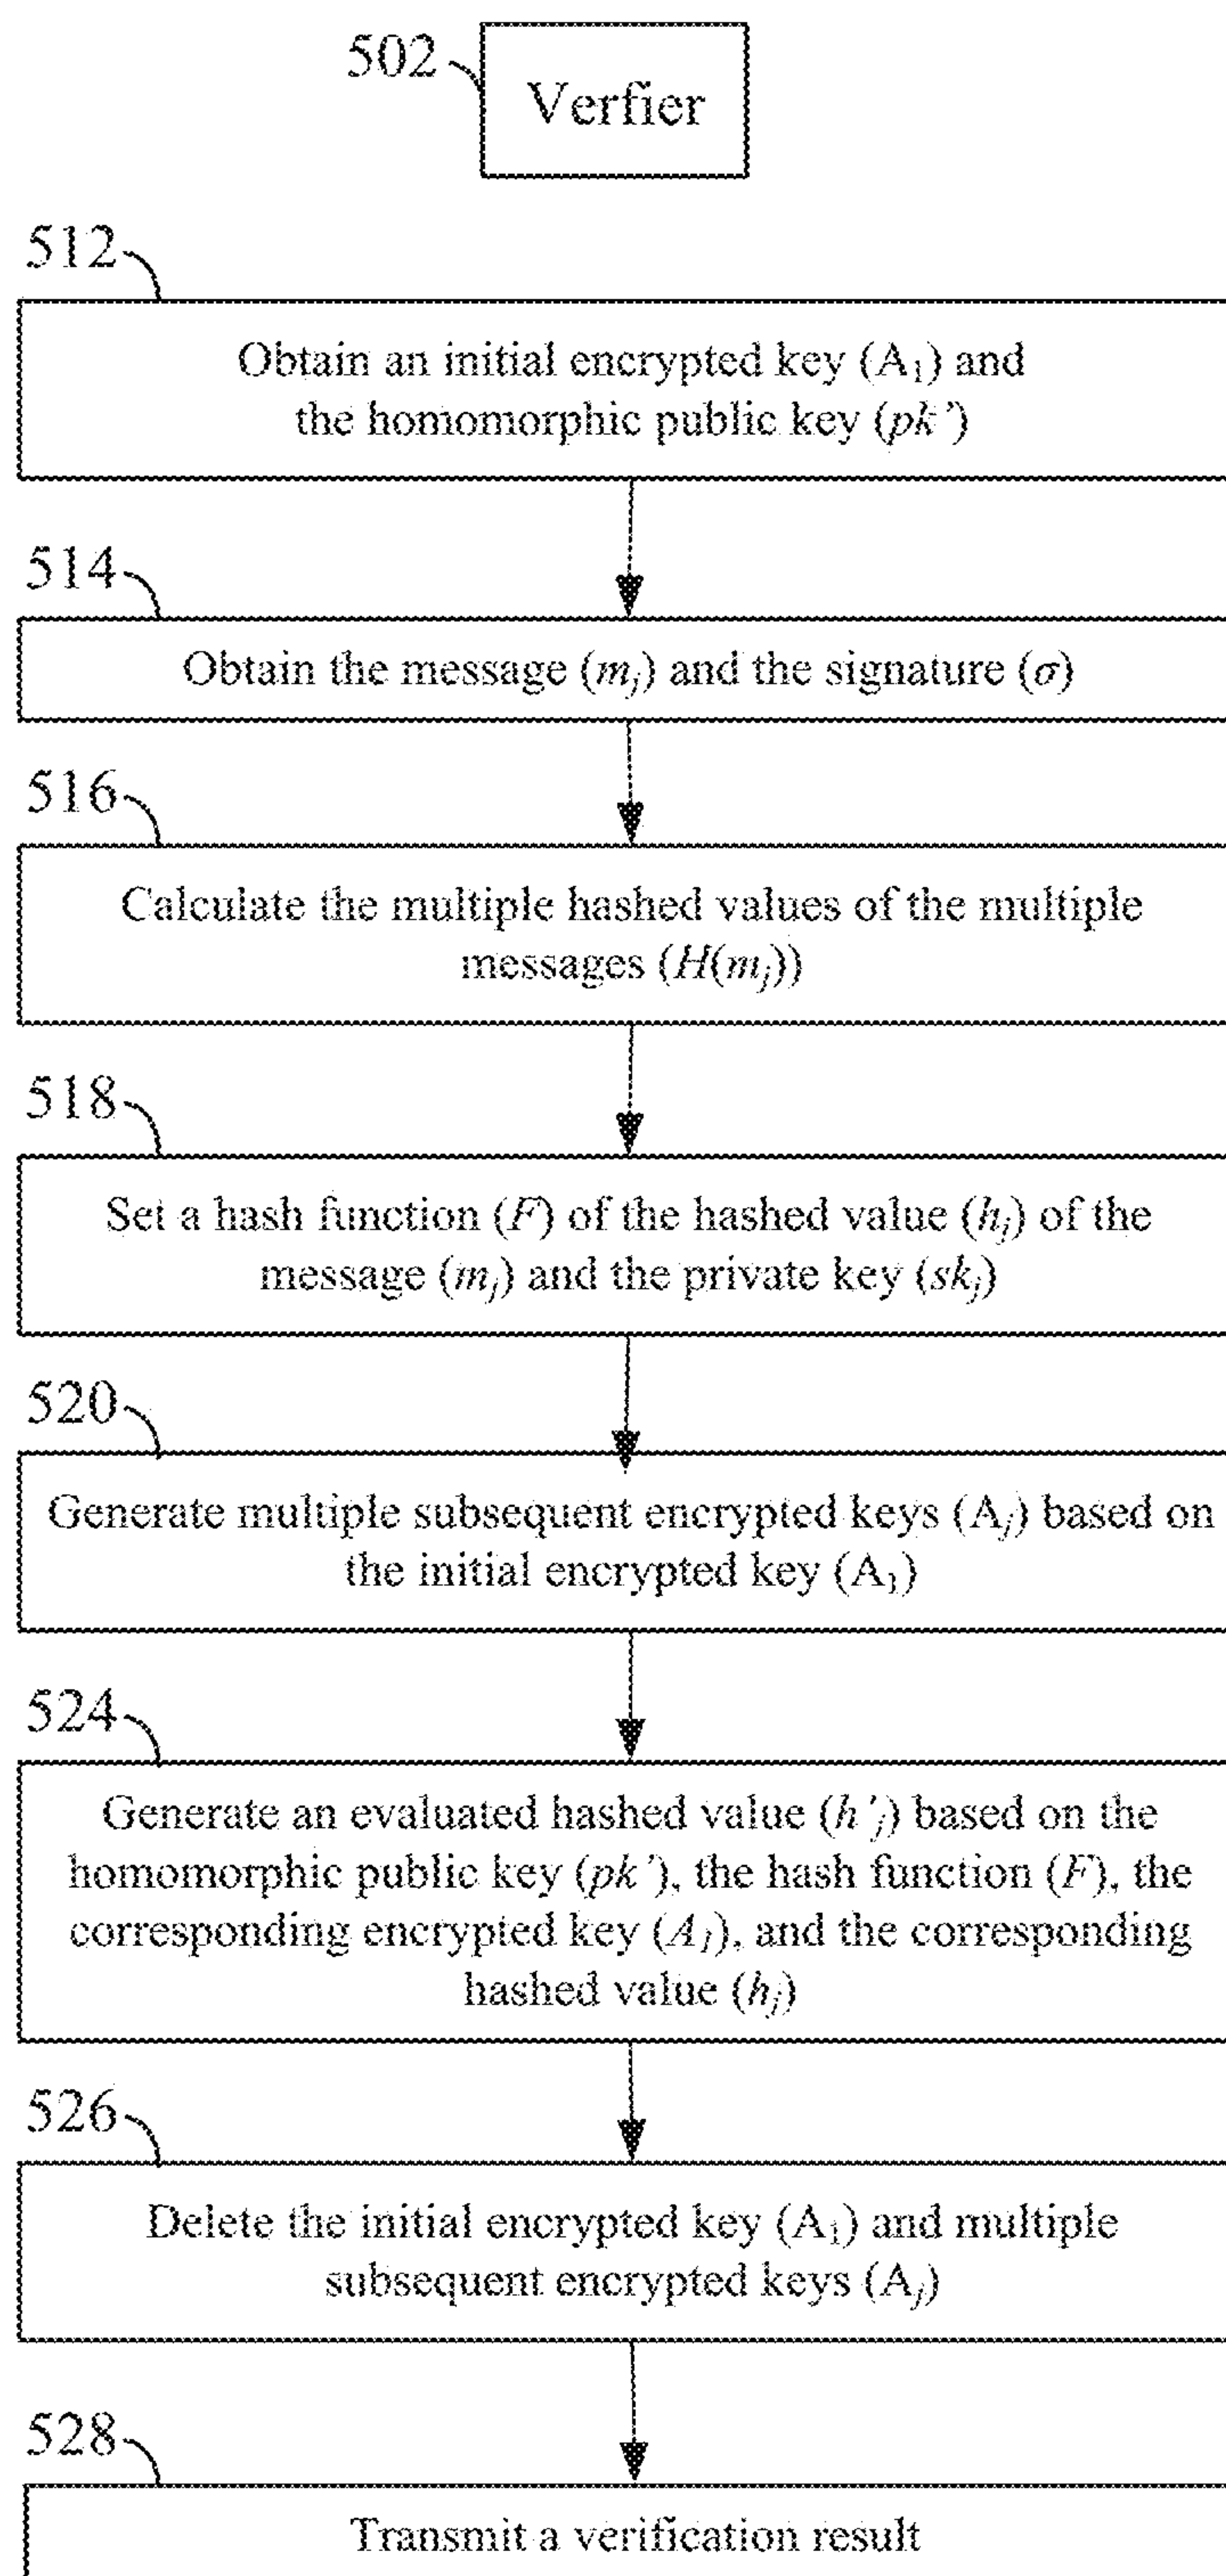 502
Verfier
512
Obtain an initial encrypted key (A₁) and
the homomorphic public key (pk’)
514
Obtain the message (mⱼ) and the signature (σ)
516
Calculate the multiple hashed values of the multiple
messages (H(mⱼ))
518
Set a hash function (F) of the hashed value (hⱼ) of the
message (mⱼ) and the private key (skⱼ)
520
Generate multiple subsequent encrypted keys (Aⱼ) based on
the initial encrypted key (A₁)
524
Generate an evaluated hashed value (h’ⱼ) based on the
homomorphic public key (pk’), the hash function (F), the
corresponding encrypted key (Aⱼ), and the corresponding
hashed value (hⱼ)
526
Delete the initial encrypted key (A₁) and multiple
subsequent encrypted keys (Aⱼ)
528
Transmit a verification result